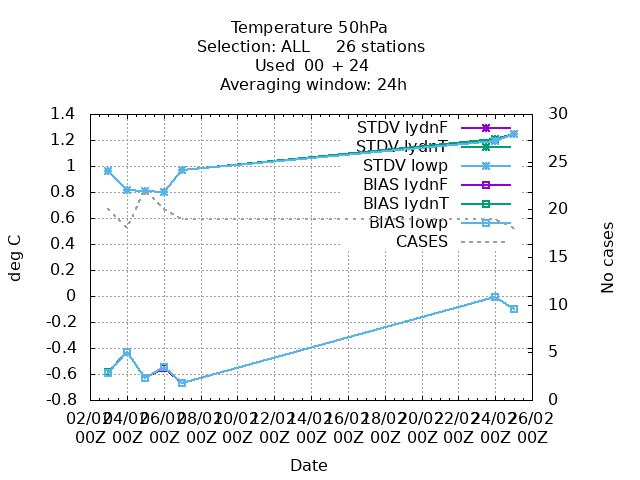 Temperature 50hPa
Selection: ALL 26 stations
Used 00 + 24
Averaging window: 24h
1.4
1.2
1
0.8
0.6
0.4
0.2
0
-0.2
-0.4
-0.6
-0.8
deg C
30
25
20
15
10
5
0
No cases
STDV lydnF
STDV lydnT
STDV lowp
BIAS lydnF
BIAS lydnT
BIAS lowp
CASES
02/02 04/02 06/02 08/02 10/02 12/02 14/02 16/02 18/02 20/02 22/02 24/02 26/02
00Z 00Z 00Z 00Z 00Z 00Z 00Z 00Z 00Z 00Z 00Z 00Z 00Z
Date